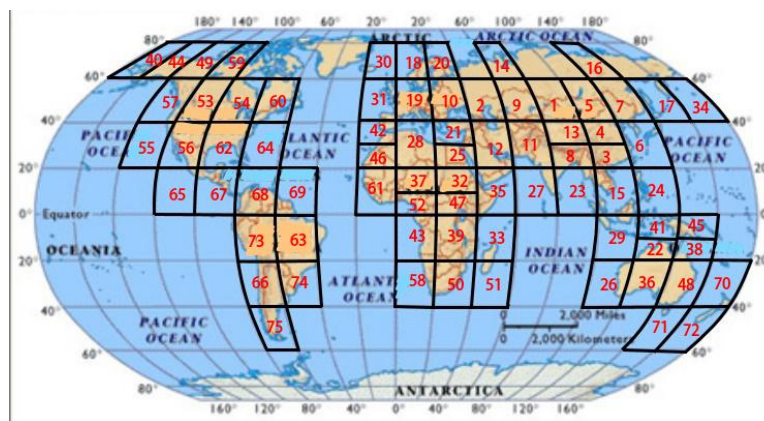 180° 140° 100° 20° 20° 60° 100° 140° 180°
80° ARCTIC ARCTIC OCEAN
40 44 49 59 30 18 20 14 16
60° 60°
57 53 54 60 31 19 10 2 9 1 5 7 17 34
40° 40°
42 21 13 4
PACIFIC ATLANTIC PACIFIC
55 56 62 64 28 12 11 6
OCEAN OCEAN OCEAN
46 25 8 3
20° 20°
37 32
65 67 68 69 61 35 27 23 15 24
52 47
Equator 0° 0°
41 45
OCEANIA 73 63 43 39 33 INDIAN 29
OCEAN 22 38
20° 20°
66 74 ATLANTIC 58 50 51 26 36 48 70
OCEAN
40° 40°
PACIFIC 75 0 2,000 Miles 71 72
OCEAN 0 2,000 Kilometers
60° 60°
80° 80°
ANTARCTICA
160° 120° 80° 40° 0° 40° 80° 120° 160°